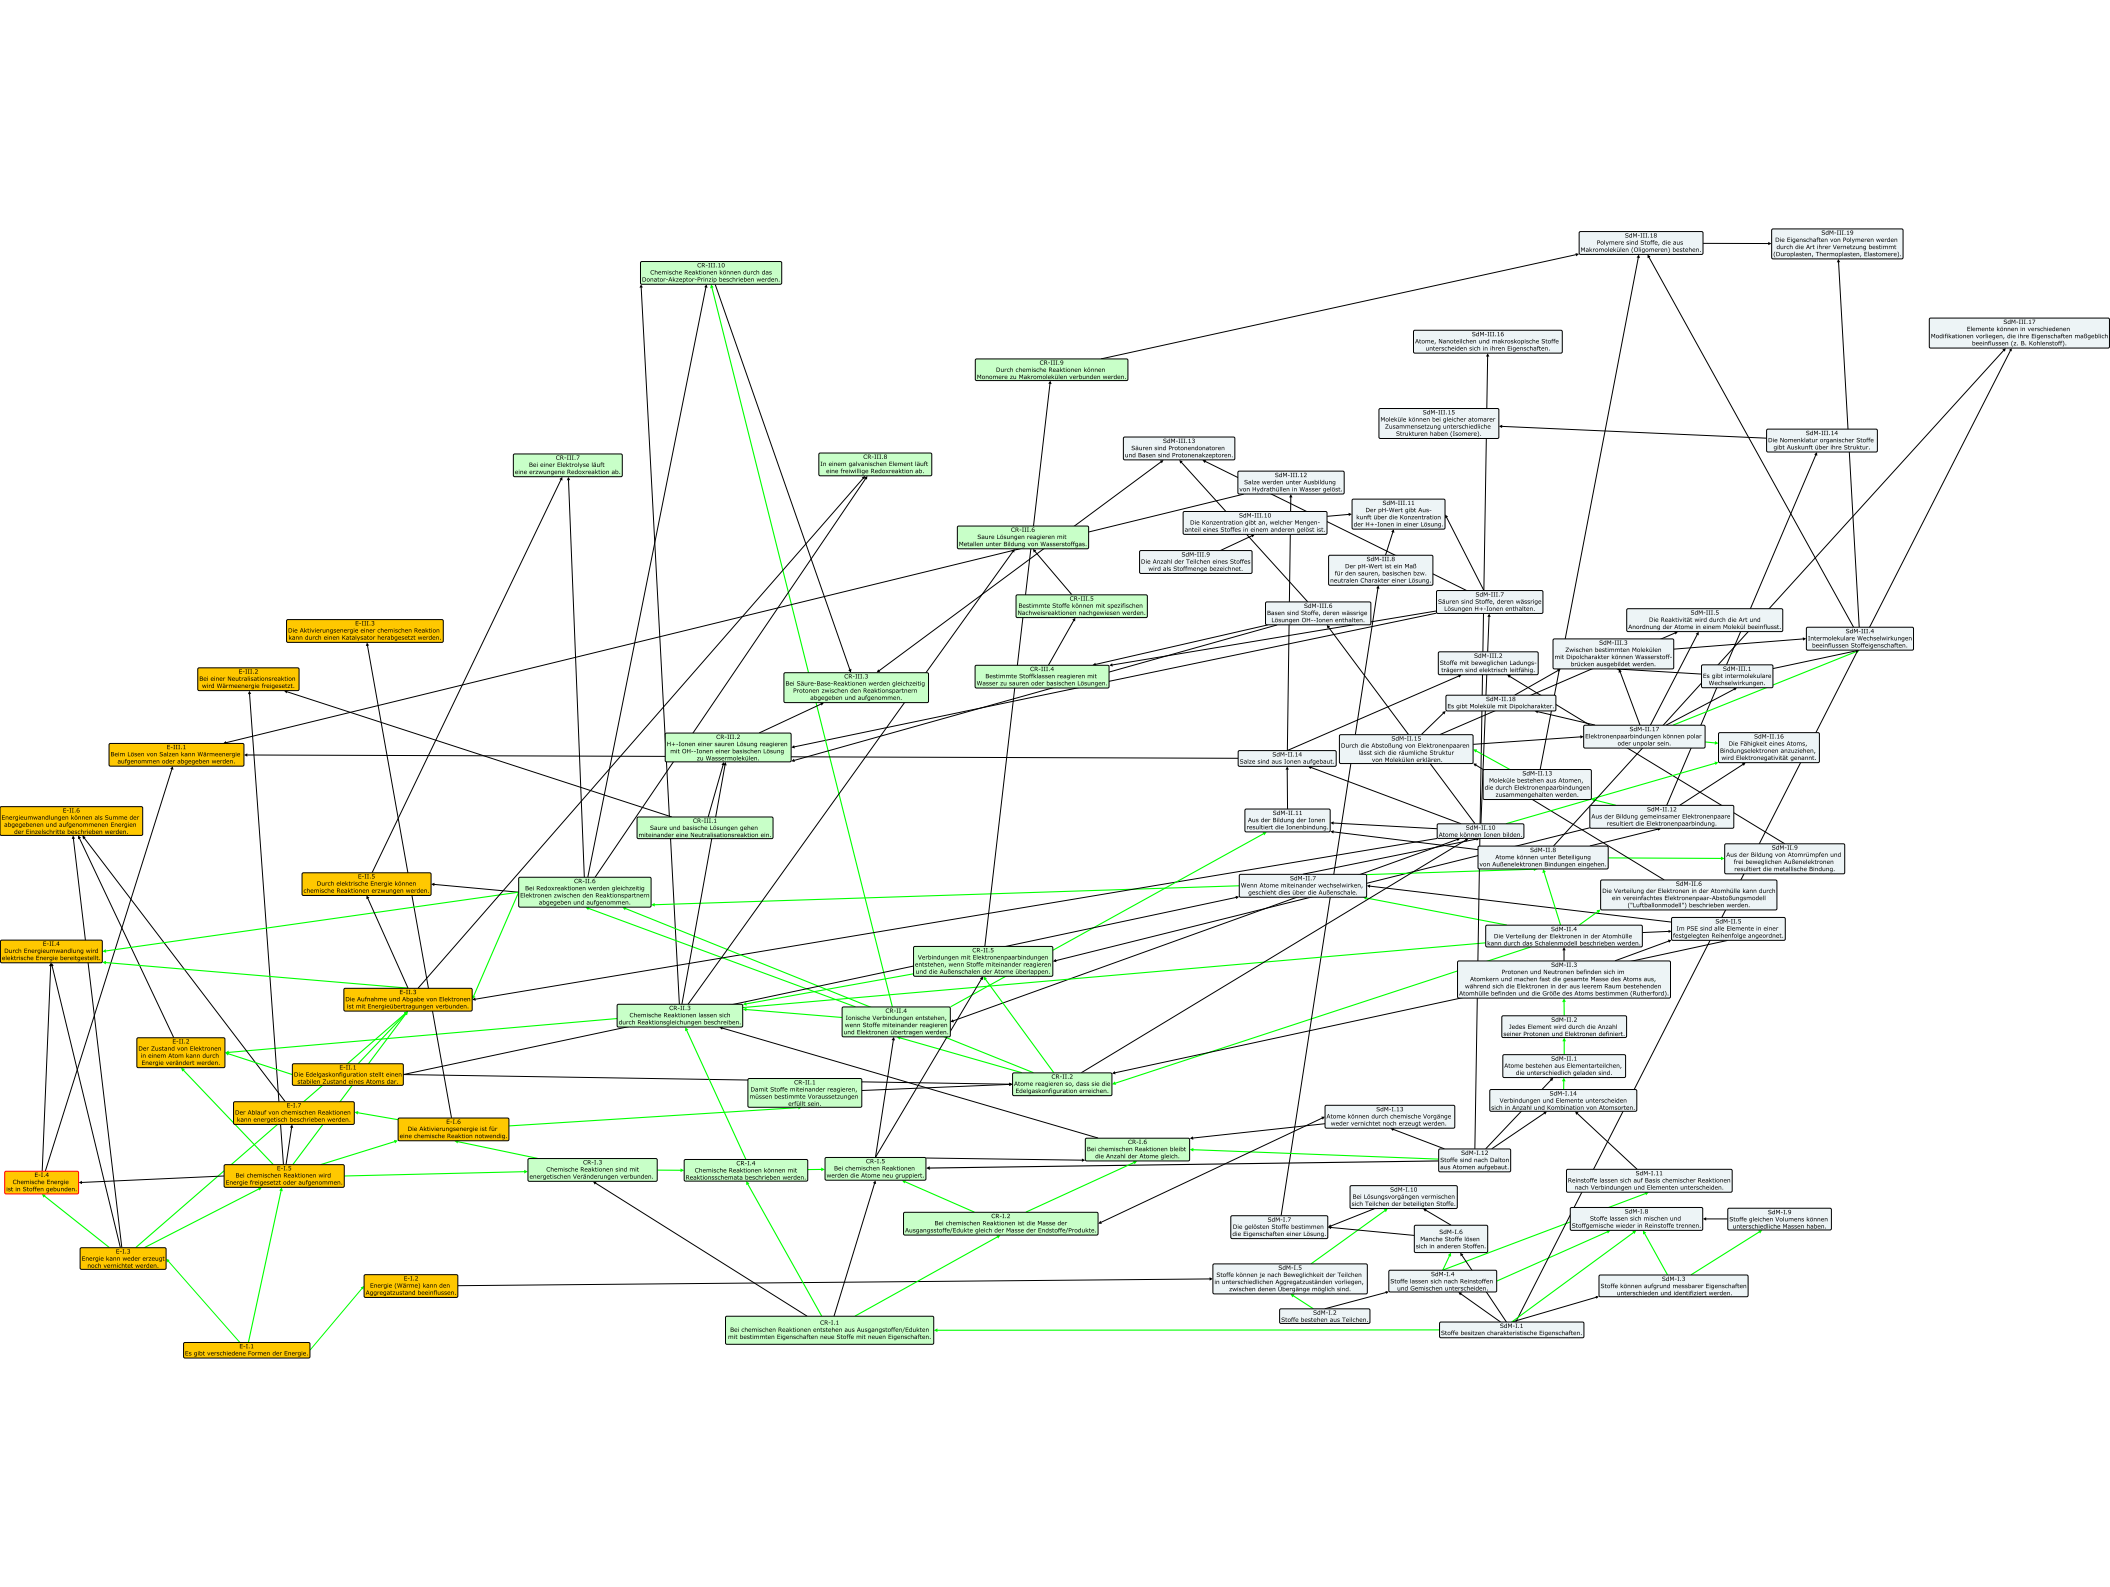 SdM-III.18
Polymere sind Stoffe, die aus
Makromolekülen (Oligomeren) bestehen.
SdM-III.19
Die Eigenschaften von Polymeren werden
durch die Art ihrer Vernetzung bestimmt
(Duroplasten, Thermoplasten, Elastomere).
CR-III.10
Chemische Reaktionen können durch das
Donator-Akzeptor-Prinzip beschrieben werden.
SdM-III.17
Elemente können in verschiedenen
Modifikationen vorliegen, die ihre Eigenschaften maßgeblich
beeinflussen (z. B. Kohlenstoff).
SdM-III.16
Atome, Nanoteilchen und makroskopische Stoffe
unterscheiden sich in ihren Eigenschaften.
CR-III.9
Durch chemische Reaktionen können
Monomere zu Makromolekülen verbunden werden.
SdM-III.15
Moleküle können bei gleicher atomarer
Zusammensetzung unterschiedliche
Strukturen haben (Isomere).
SdM-III.14
Die Nomenklatur organischer Stoffe
gibt Auskunft über ihre Struktur.
SdM-III.13
Säuren sind Protonendonatoren
und Basen sind Protonenakzeptoren.
CR-III.7
Bei einer Elektrolyse läuft
eine erzwungene Redoxreaktion ab.
CR-III.8
In einem galvanischen Element läuft
eine freiwillige Redoxreaktion ab.
SdM-III.12
Salze werden unter Ausbildung
von Hydrathüllen in Wasser gelöst.
SdM-III.11
Der pH-Wert gibt Aus-
kunft über die Konzentration
der H+-Ionen in einer Lösung.
SdM-III.10
Die Konzentration gibt an, welcher Mengen-
anteil eines Stoffes in einem anderen gelöst ist.
CR-III.6
Saure Lösungen reagieren mit
Metallen unter Bildung von Wasserstoffgas.
SdM-III.9
Die Anzahl der Teilchen eines Stoffes
wird als Stoffmenge bezeichnet.
SdM-III.8
Der pH-Wert ist ein Maß
für den sauren, basischen bzw.
neutralen Charakter einer Lösung.
CR-III.5
Bestimmte Stoffe können mit spezifischen
Nachweisreaktionen nachgewiesen werden.
SdM-III.7
Säuren sind Stoffe, deren wässrige
Lösungen H+-Ionen enthalten.
SdM-III.6
Basen sind Stoffe, deren wässrige
Lösungen OH--Ionen enthalten.
SdM-III.5
Die Reaktivität wird durch die Art und
Anordnung der Atome in einem Molekül beeinflusst.
E-III.3
Die Aktivierungsenergie einer chemischen Reaktion
kann durch einen Katalysator herabgesetzt werden.
SdM-III.4
Intermolekulare Wechselwirkungen
beeinflussen Stoffeigenschaften.
SdM-III.3
Zwischen bestimmten Molekülen
mit Dipolcharakter können Wasserstoff-
brücken ausgebildet werden.
SdM-III.2
Stoffe mit beweglichen Ladungs-
trägern sind elektrisch leitfähig.
SdM-III.1
Es gibt intermolekulare
Wechselwirkungen.
CR-III.4
Bestimmte Stoffklassen reagieren mit
Wasser zu sauren oder basischen Lösungen.
E-III.2
Bei einer Neutralisationsreaktion
wird Wärmeenergie freigesetzt.
CR-III.3
Bei Säure-Base-Reaktionen werden gleichzeitig
Protonen zwischen den Reaktionspartnern
abgegeben und aufgenommen.
SdM-II.18
Es gibt Moleküle mit Dipolcharakter.
SdM-II.17
Elektronenpaarbindungen können polar
oder unpolar sein.
SdM-II.16
Die Fähigkeit eines Atoms,
Bindungselektronen anzuziehen,
wird Elektronegativität genannt.
CR-III.2
H+-Ionen einer sauren Lösung reagieren
mit OH--Ionen einer basischen Lösung
zu Wassermolekülen.
SdM-II.15
Durch die Abstoßung von Elektronenpaaren
lässt sich die räumliche Struktur
von Molekülen erklären.
E-III.1
Beim Lösen von Salzen kann Wärmeenergie
aufgenommen oder abgegeben werden.
SdM-II.14
Salze sind aus Ionen aufgebaut.
SdM-II.13
Moleküle bestehen aus Atomen,
die durch Elektronenpaarbindungen
zusammengehalten werden.
E-II.6
Energieumwandlungen können als Summe der
abgegebenen und aufgenommenen Energien
der Einzelschritte beschrieben werden.
CR-III.1
Saure und basische Lösungen gehen
miteinander eine Neutralisationsreaktion ein.
SdM-II.11
Aus der Bildung der Ionen
resultiert die Ionenbindung.
SdM-II.12
Aus der Bildung gemeinsamer Elektronenpaare
resultiert die Elektronenpaarbindung.
SdM-II.10
Atome können Ionen bilden.
SdM-II.8
Atome können unter Beteiligung
von Außenelektronen Bindungen eingehen.
SdM-II.9
Aus der Bildung von Atomrümpfen und
frei beweglichen Außenelektronen
resultiert die metallische Bindung.
E-II.5
Durch elektrische Energie können
chemische Reaktionen erzwungen werden.
CR-II.6
Bei Redoxreaktionen werden gleichzeitig
Elektronen zwischen den Reaktionspartnern
abgegeben und aufgenommen.
SdM-II.7
Wenn Atome miteinander wechselwirken,
geschieht dies über die Außenschale.
SdM-II.6
Die Verteilung der Elektronen in der Atomhülle kann durch
ein vereinfachtes Elektronenpaar-Abstoßungsmodell
("Luftballonmodell") beschrieben werden.
SdM-II.5
Im PSE sind alle Elemente in einer
festgelegten Reihenfolge angeordnet.
SdM-II.4
Die Verteilung der Elektronen in der Atomhülle
kann durch das Schalenmodell beschrieben werden.
E-II.4
Durch Energieumwandlung wird
elektrische Energie bereitgestellt.
CR-II.5
Verbindungen mit Elektronenpaarbindungen
entstehen, wenn Stoffe miteinander reagieren
und die Außenschalen der Atome überlappen.
SdM-II.3
Protonen und Neutronen befinden sich im
Atomkern und machen fast die gesamte Masse des Atoms aus,
während sich die Elektronen in der aus leerem Raum bestehenden
Atomhülle befinden und die Größe des Atoms bestimmen (Rutherford).
E-II.3
Die Aufnahme und Abgabe von Elektronen
ist mit Energieübertragungen verbunden.
CR-II.3
Chemische Reaktionen lassen sich
durch Reaktionsgleichungen beschreiben.
CR-II.4
Ionische Verbindungen entstehen,
wenn Stoffe miteinander reagieren
und Elektronen übertragen werden.
SdM-II.2
Jedes Element wird durch die Anzahl
seiner Protonen und Elektronen definiert.
E-II.2
Der Zustand von Elektronen
in einem Atom kann durch
Energie verändert werden.
E-II.1
Die Edelgaskonfiguration stellt einen
stabilen Zustand eines Atoms dar.
SdM-II.1
Atome bestehen aus Elementarteilchen,
die unterschiedlich geladen sind.
CR-II.1
Damit Stoffe miteinander reagieren,
müssen bestimmte Voraussetzungen
erfüllt sein.
CR-II.2
Atome reagieren so, dass sie die
Edelgaskonfiguration erreichen.
SdM-I.14
Verbindungen und Elemente unterscheiden
sich in Anzahl und Kombination von Atomsorten.
E-I.7
Der Ablauf von chemischen Reaktionen
kann energetisch beschrieben werden.
E-I.6
Die Aktivierungsenergie ist für
eine chemische Reaktion notwendig.
SdM-I.13
Atome können durch chemische Vorgänge
weder vernichtet noch erzeugt werden.
CR-I.6
Bei chemischen Reaktionen bleibt
die Anzahl der Atome gleich.
SdM-I.12
Stoffe sind nach Dalton
aus Atomen aufgebaut.
E-I.4
Chemische Energie
ist in Stoffen gebunden.
E-I.5
Bei chemischen Reaktionen wird
Energie freigesetzt oder aufgenommen.
CR-I.3
Chemische Reaktionen sind mit
energetischen Veränderungen verbunden.
CR-I.4
Chemische Reaktionen können mit
Reaktionsschemata beschrieben werden.
CR-I.5
Bei chemischen Reaktionen
werden die Atome neu gruppiert.
SdM-I.11
Reinstoffe lassen sich auf Basis chemischer Reaktionen
nach Verbindungen und Elementen unterscheiden.
SdM-I.10
Bei Lösungsvorgängen vermischen
sich Teilchen der beteiligten Stoffe.
CR-I.2
Bei chemischen Reaktionen ist die Masse der
Ausgangsstoffe/Edukte gleich der Masse der Endstoffe/Produkte.
SdM-I.7
Die gelösten Stoffe bestimmen
die Eigenschaften einer Lösung.
SdM-I.6
Manche Stoffe lösen
sich in anderen Stoffen.
SdM-I.8
Stoffe lassen sich mischen und
Stoffgemische wieder in Reinstoffe trennen.
SdM-I.9
Stoffe gleichen Volumens können
unterschiedliche Massen haben.
E-I.3
Energie kann weder erzeugt
noch vernichtet werden.
E-I.2
Energie (Wärme) kann den
Aggregatzustand beeinflussen.
SdM-I.5
Stoffe können je nach Beweglichkeit der Teilchen
in unterschiedlichen Aggregatzuständen vorliegen,
zwischen denen Übergänge möglich sind.
SdM-I.4
Stoffe lassen sich nach Reinstoffen
und Gemischen unterscheiden.
SdM-I.3
Stoffe können aufgrund messbarer Eigenschaften
unterschieden und identifiziert werden.
SdM-I.2
Stoffe bestehen aus Teilchen.
CR-I.1
Bei chemischen Reaktionen entstehen aus Ausgangstoffen/Edukten
mit bestimmten Eigenschaften neue Stoffe mit neuen Eigenschaften.
SdM-I.1
Stoffe besitzen charakteristische Eigenschaften.
E-I.1
Es gibt verschiedene Formen der Energie.